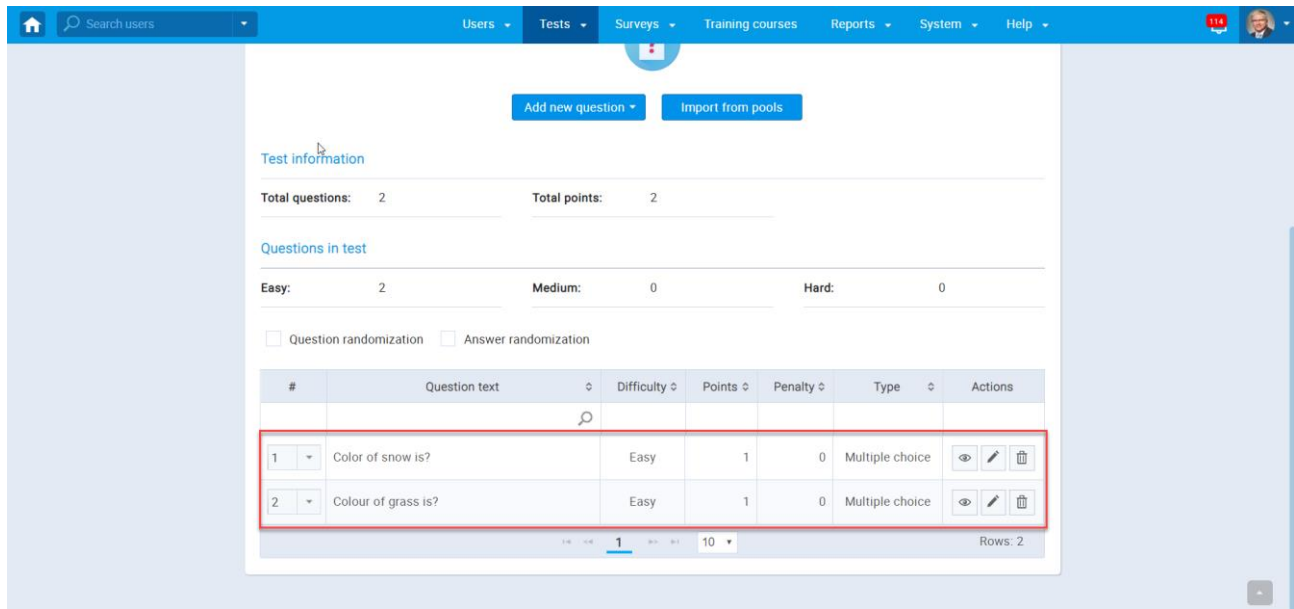 Search users Users Tests Surveys Training courses Reports System Help 114
Add new question Import from pools
Test information
Total questions: 2 Total points: 2
Questions in test
Easy: 2 Medium: 0 Hard: 0
Question randomization Answer randomization
# Question text Difficulty Points Penalty Type Actions
1 Color of snow is? Easy 1 0 Multiple choice
2 Colour of grass is? Easy 1 0 Multiple choice
1 10 Rows: 2